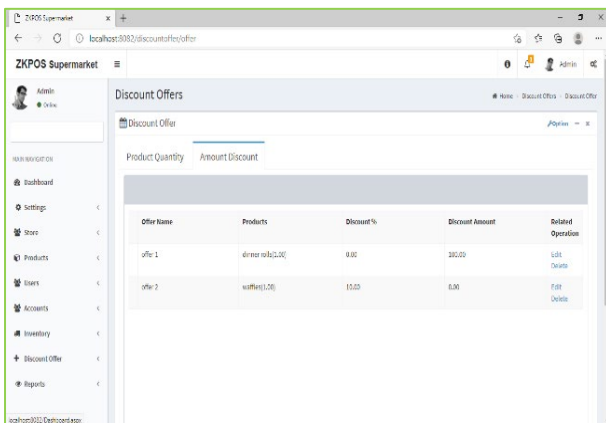 ZKPOS Supermarket
localhost:8082/discountoffer/offer
ZKPOS Supermarket
Admin
Admin
Online
Discount Offers
Home
Discount Offers
Discount Offer
Discount Offer
Options
Product Quantity
Amount Discount
MAIN NAVIGATION
Dashboard
Settings
Store
Products
Users
Accounts
Inventory
Discount Offer
Reports
Offer Name Products Discount % Discount Amount Related
Operation
offer 1 dinner rolls(1.00) 0.00 100.00 Edit
Delete
offer 2 waffles(1.00) 10.00 0.00 Edit
Delete
localhost:8082/Dashboard.aspx